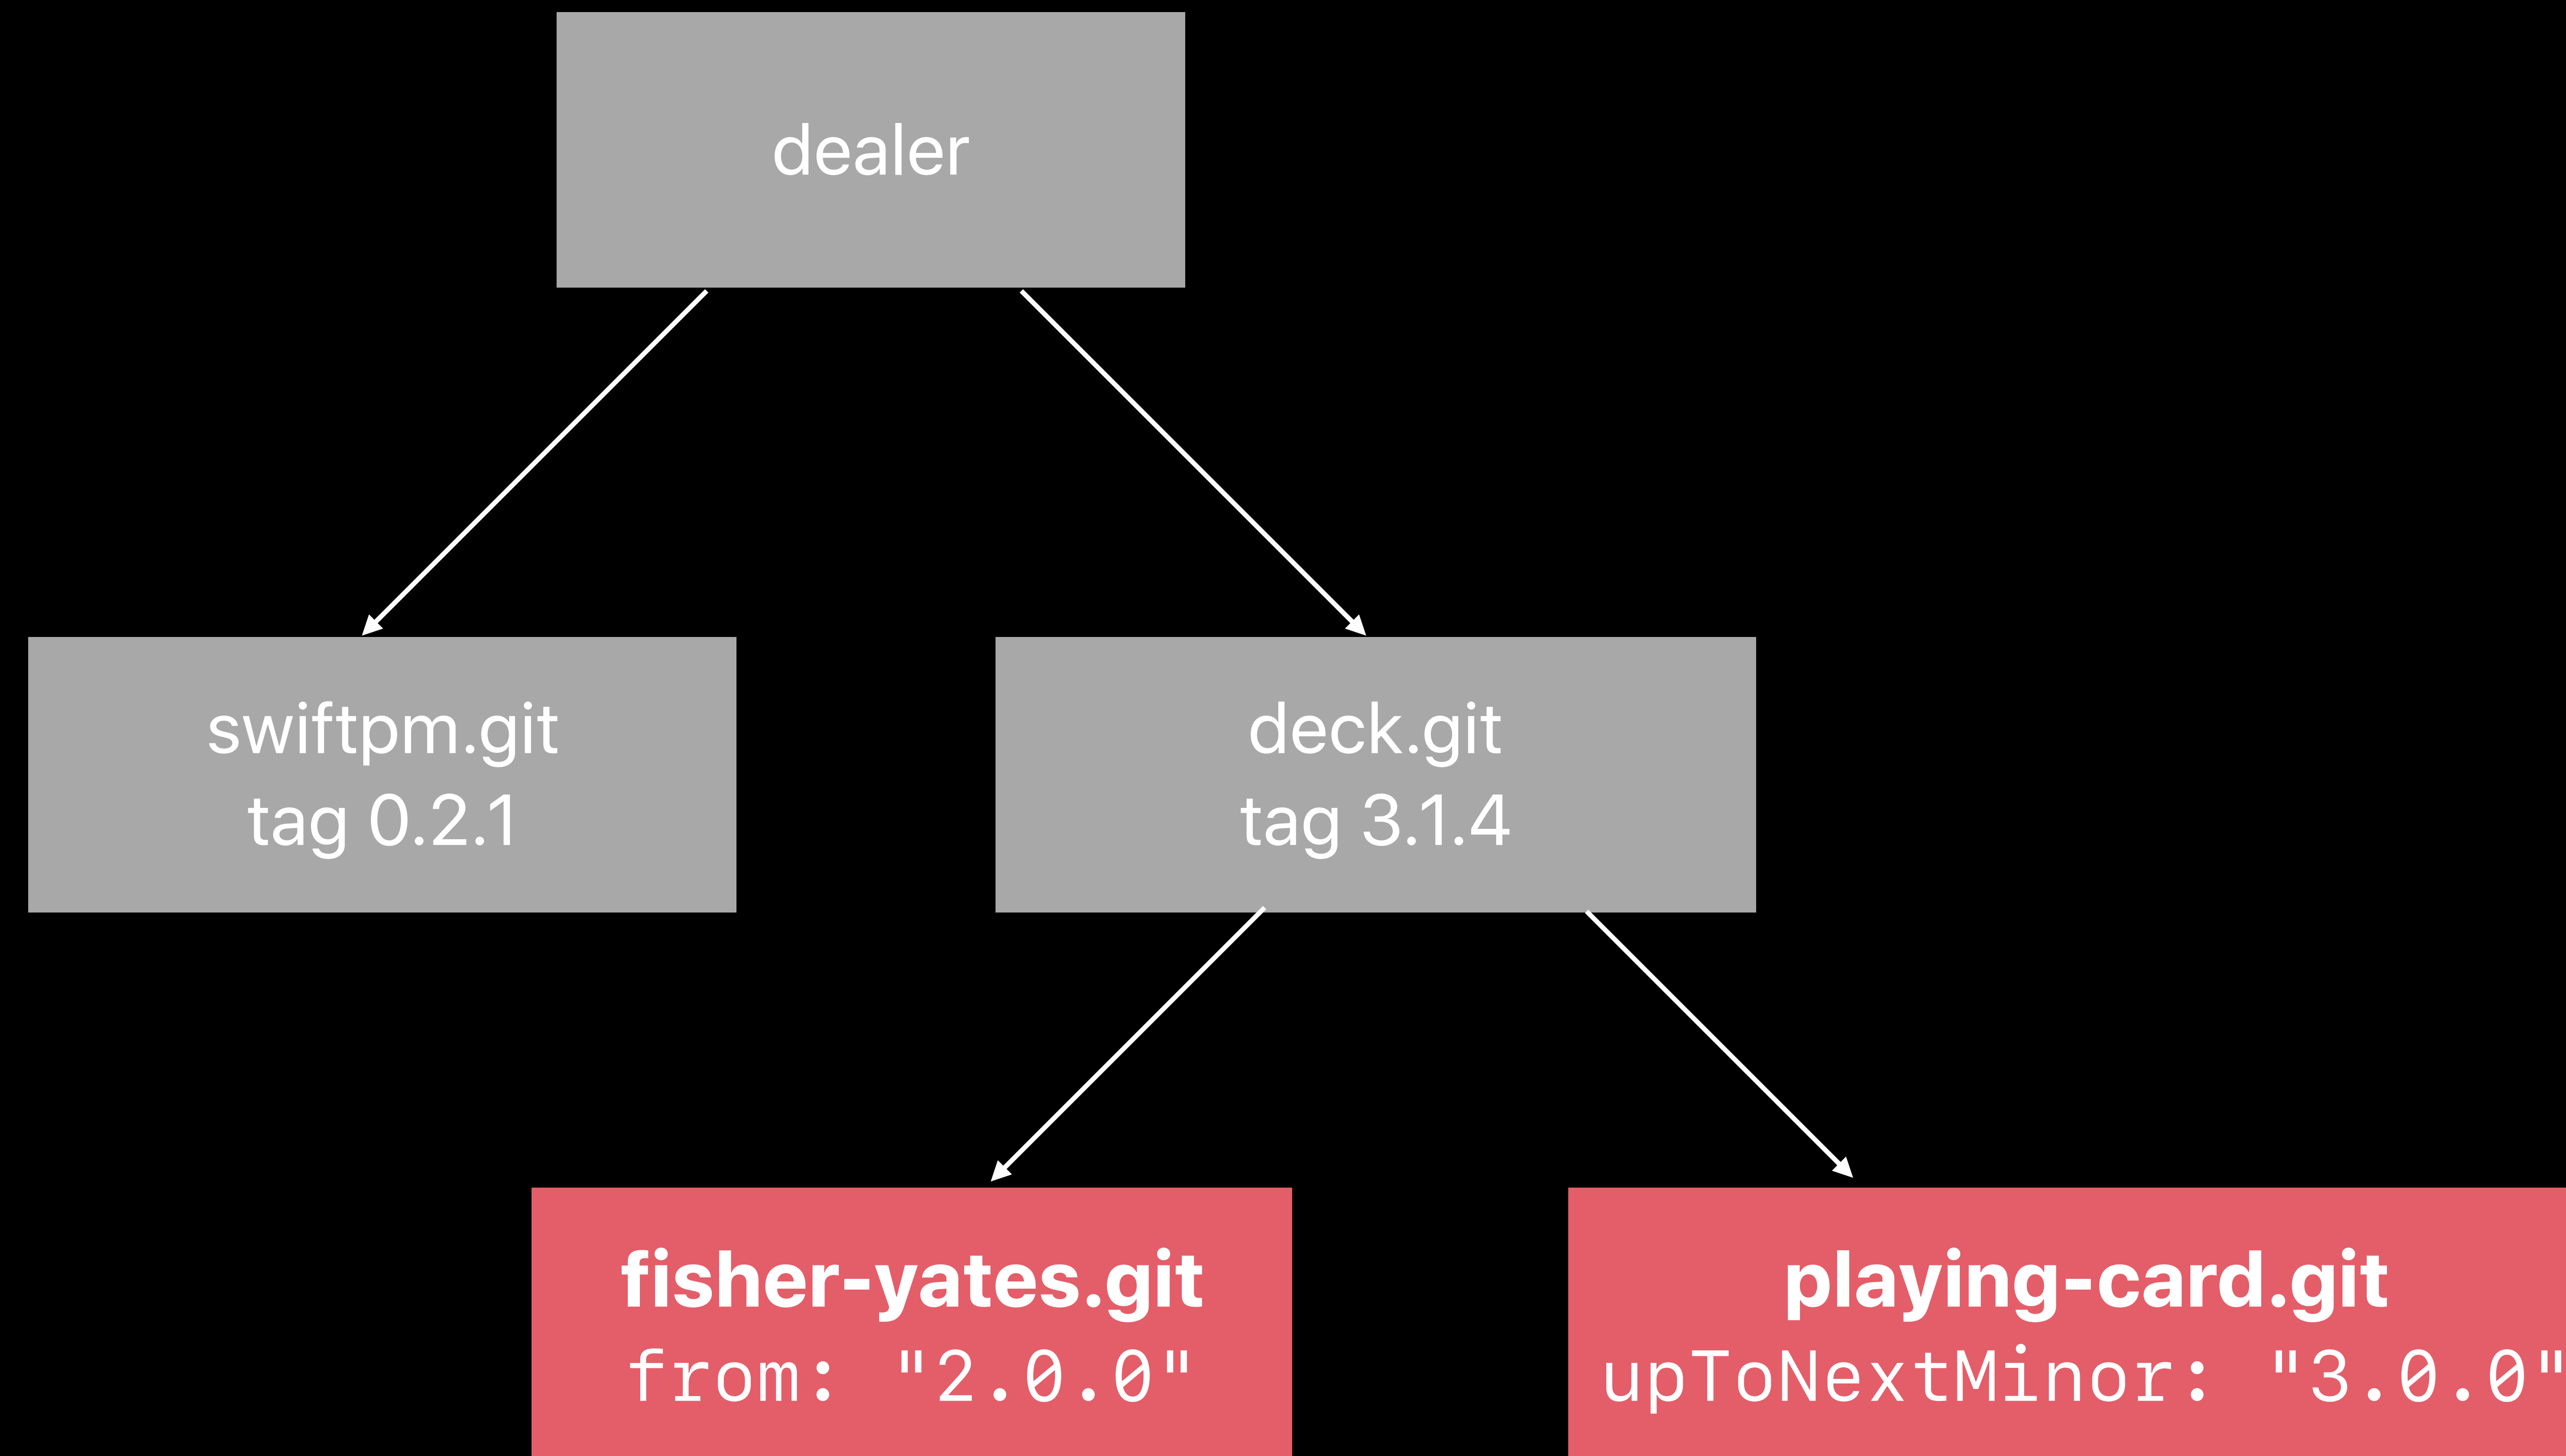 dealer
swiftpm.git
tag 0.2.1
deck.git
tag 3.1.4
fisher-yates.git
from: "2.0.0"
playing-card.git
upToNextMinor: "3.0.0"